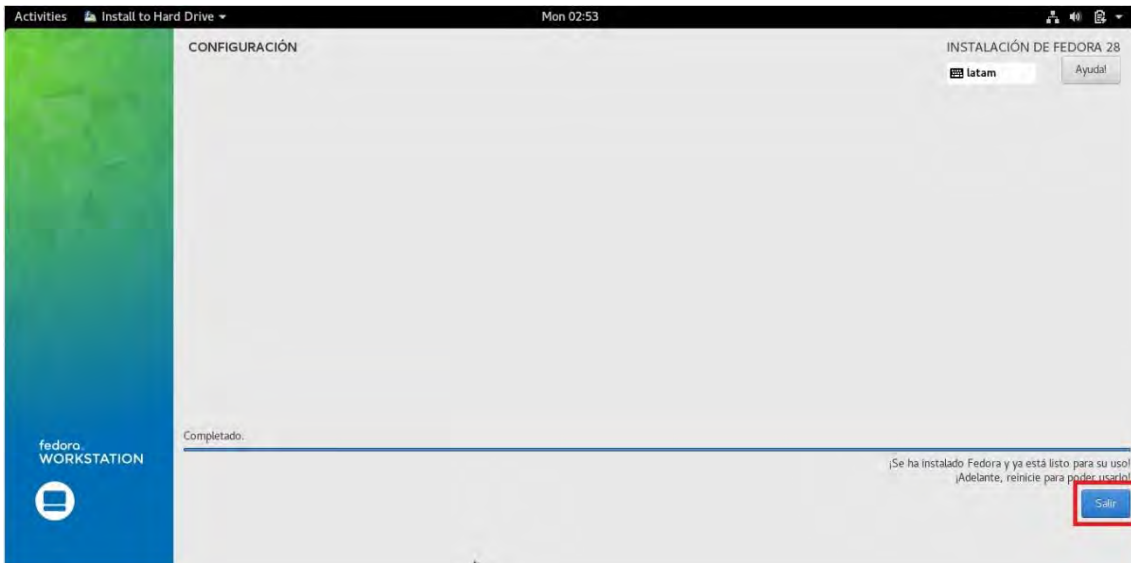 Activities Install to Hard Drive Mon 02:53
CONFIGURACIÓN
INSTALACIÓN DE FEDORA 28
latam
Ayuda!
Completado.
fedora.
WORKSTATION
¡Se ha instalado Fedora y ya está listo para su uso!
¡Adelante, reinicie para poder usarlo!
Salir